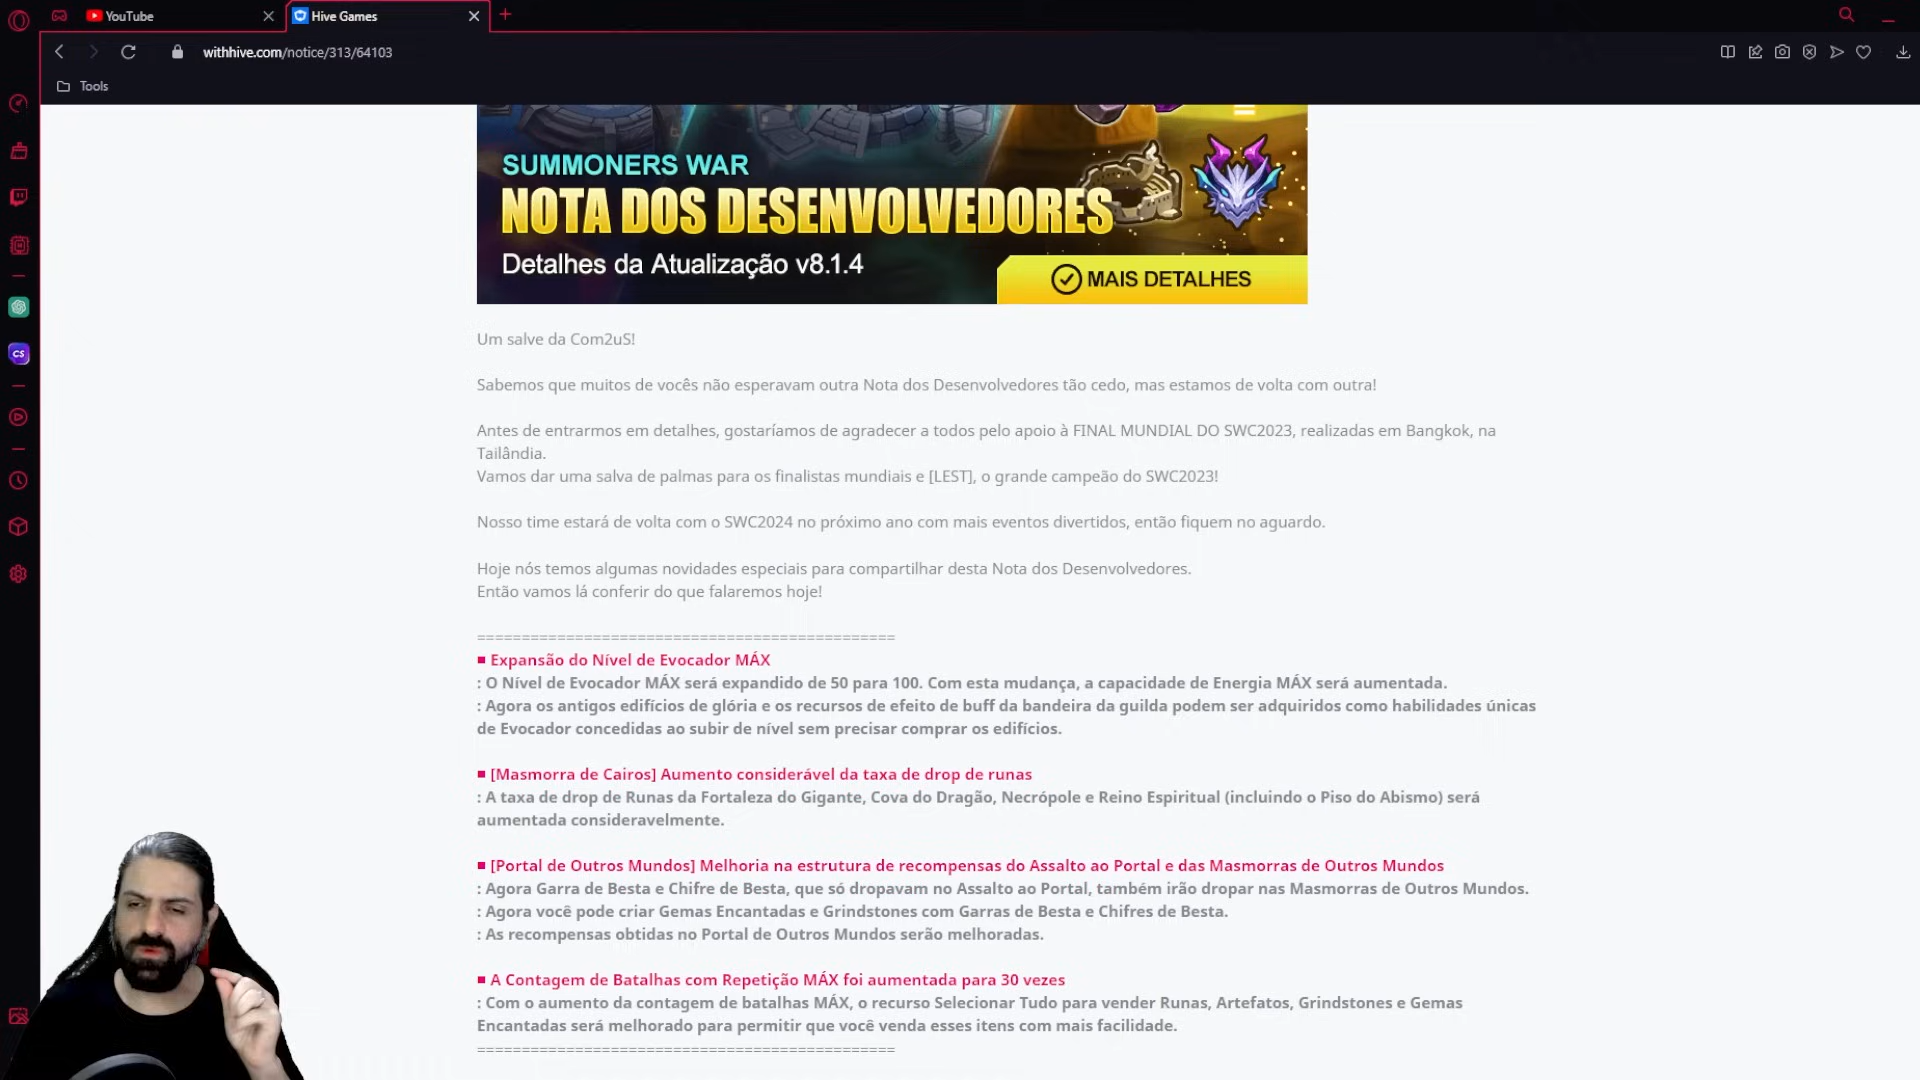 YouTube
Hive Games
withhive.com/notice/313/64103
Tools
CS
SUMMONERS WAR
NOTA DOS DESENVOLVEDORES
Detalhes da Atualização v8.1.4
MAIS DETALHES
Um salve da Com2uS!
Sabemos que muitos de vocês não esperavam outra Nota dos Desenvolvedores tão cedo, mas estamos de volta com outra!
Antes de entrarmos em detalhes, gostaríamos de agradecer a todos pelo apoio à FINAL MUNDIAL DO SWC2023, realizadas em Bangkok, na
Tailândia.
Vamos dar uma salva de palmas para os finalistas mundiais e [LEST], o grande campeão do SWC2023!
Nosso time estará de volta com o SWC2024 no próximo ano com mais eventos divertidos, então fiquem no aguardo.
Hoje nós temos algumas novidades especiais para compartilhar desta Nota dos Desenvolvedores.
Então vamos lá conferir do que falaremos hoje!
===============================================
■ Expansão do Nível de Evocador MÁX
: O Nível de Evocador MÁX será expandido de 50 para 100. Com esta mudança, a capacidade de Energia MÁX será aumentada.
: Agora os antigos edifícios de glória e os recursos de efeito de buff da bandeira da guilda podem ser adquiridos como habilidades únicas
de Evocador concedidas ao subir de nível sem precisar comprar os edifícios.
■ [Masmorra de Cairos] Aumento considerável da taxa de drop de runas
: A taxa de drop de Runas da Fortaleza do Gigante, Cova do Dragão, Necrópole e Reino Espiritual (incluindo o Piso do Abismo) será
aumentada consideravelmente.
■ [Portal de Outros Mundos] Melhoria na estrutura de recompensas do Assalto ao Portal e das Masmorras de Outros Mundos
: Agora Garra de Besta e Chifre de Besta, que só dropavam no Assalto ao Portal, também irão dropar nas Masmorras de Outros Mundos.
: Agora você pode criar Gemas Encantadas e Grindstones com Garras de Besta e Chifres de Besta.
: As recompensas obtidas no Portal de Outros Mundos serão melhoradas.
■ A Contagem de Batalhas com Repetição MÁX foi aumentada para 30 vezes
: Com o aumento da contagem de batalhas MÁX, o recurso Selecionar Tudo para vender Runas, Artefatos, Grindstones e Gemas
Encantadas será melhorado para permitir que você venda esses itens com mais facilidade.
===============================================